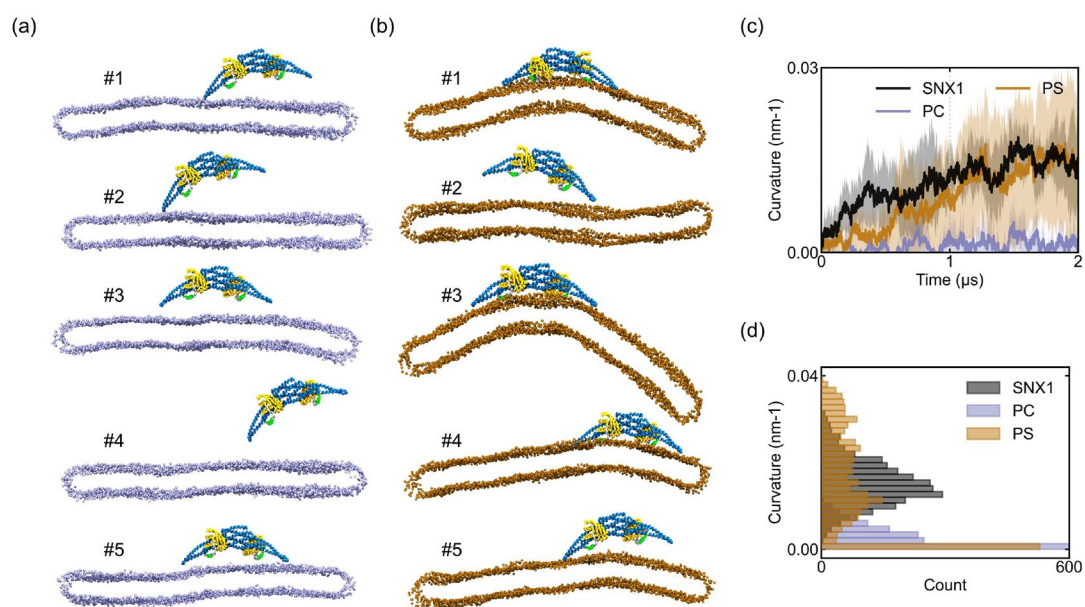 (a)
#1
#2
#3
#4
#5
(b)
#1
#2
#3
#4
#5
(c)
0.03
SNX1
PS
PC
Curvature (nm-1)
0.00
0
1
2
Time (µs)
(d)
0.04
SNX1
PC
PS
Curvature (nm-1)
0.00
0
600
Count